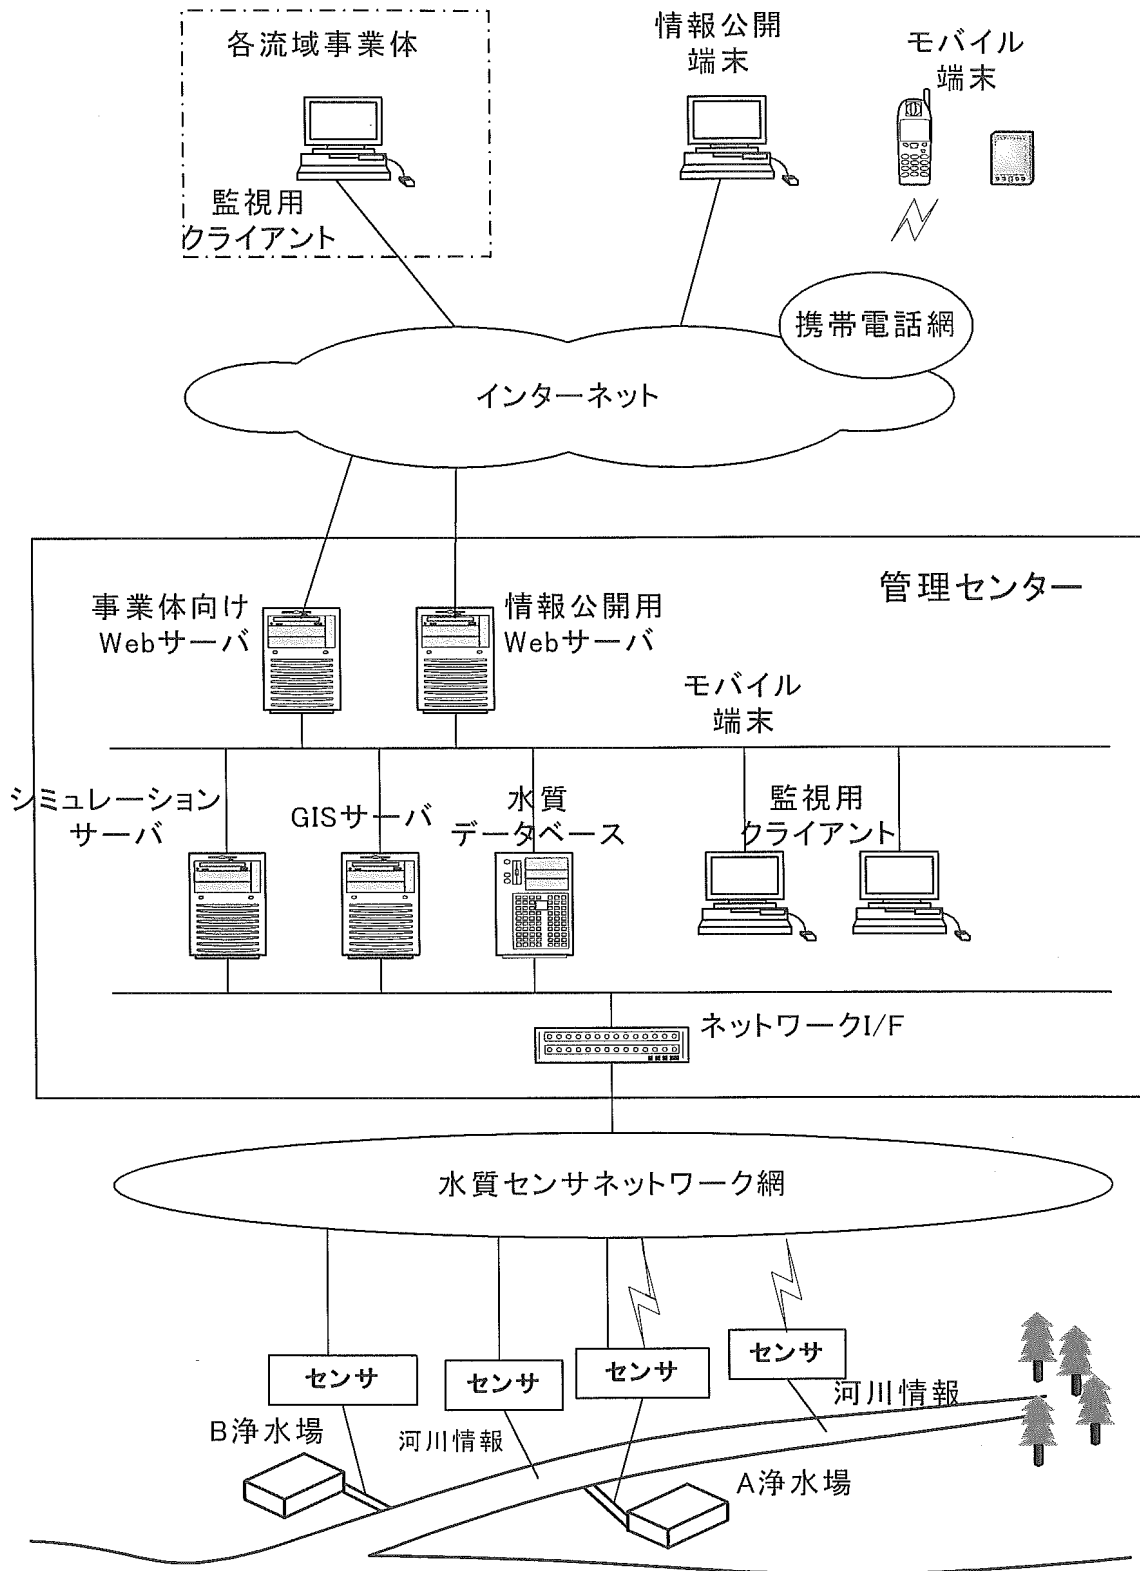 各流域事業体
監視用
クライアント
情報公開
端末
モバイル
端末
携帯電話網
インターネット
管理センター
事業体向け
Webサーバ
情報公開用
Webサーバ
モバイル
端末
シミュレーション
サーバ
GISサーバ
水質
データベース
監視用
クライアント
ネットワークI/F
水質センサネットワーク網
センサ
センサ
センサ
センサ
河川情報
B浄水場
河川情報
A浄水場